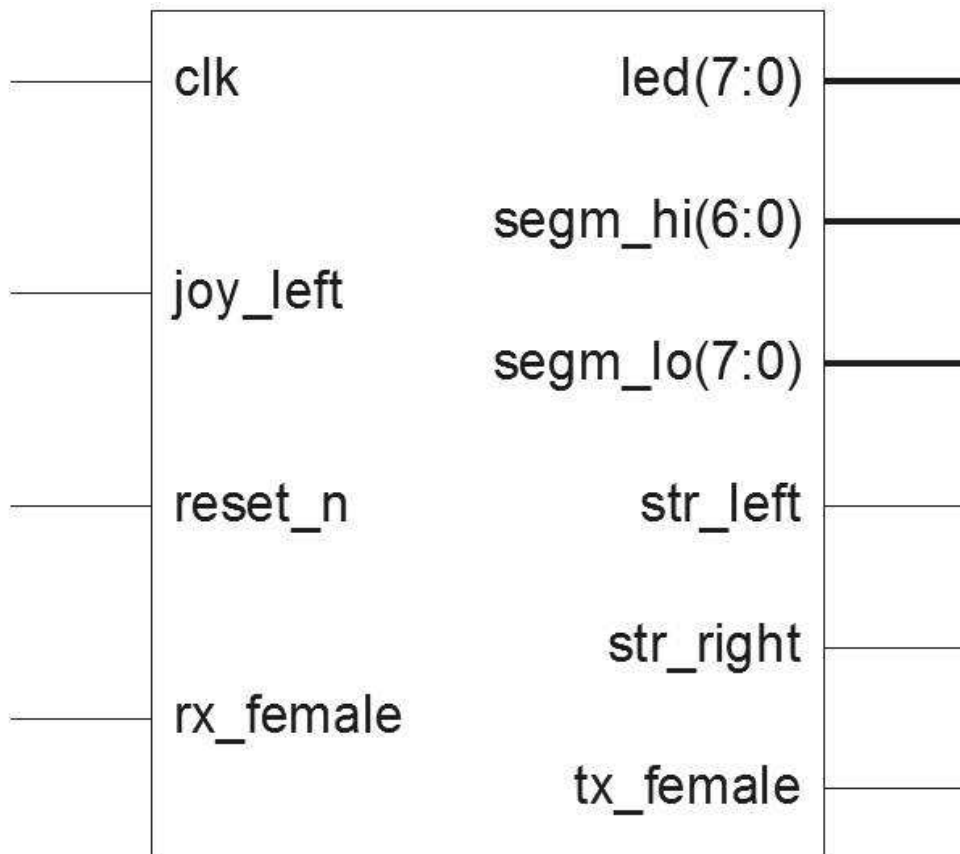 clk
led(7:0)
segm_hi(6:0)
joy_left
segm_lo(7:0)
reset_n
str_left
str_right
rx_female
tx_female